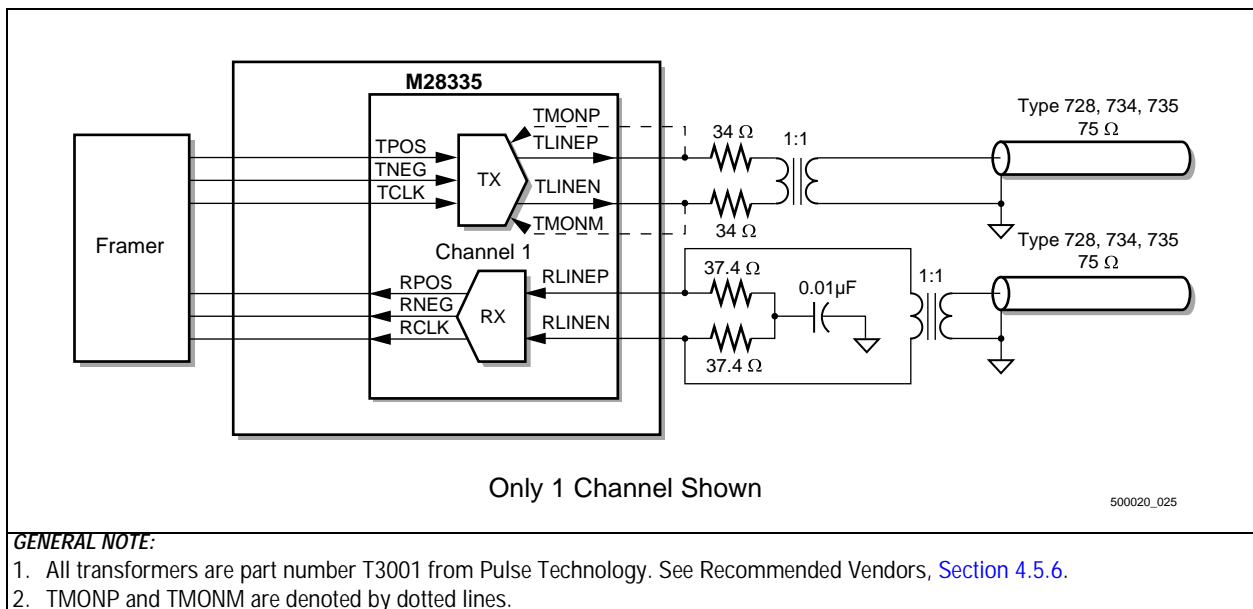 M28335
Framer
TPOS
TNEG
TCLK
TX
TMONP
TLINEP
TLINEN
TMONM
34 Ω
34 Ω
1:1
Type 728, 734, 735
75 Ω
Channel 1
RPOS
RNEG
RCLK
RX
RLINEP
RLINEN
37.4 Ω
37.4 Ω
0.01µF
1:1
Type 728, 734, 735
75 Ω
Only 1 Channel Shown
500020_025
GENERAL NOTE:
1. All transformers are part number T3001 from Pulse Technology. See Recommended Vendors, Section 4.5.6.
2. TMONP and TMONM are denoted by dotted lines.